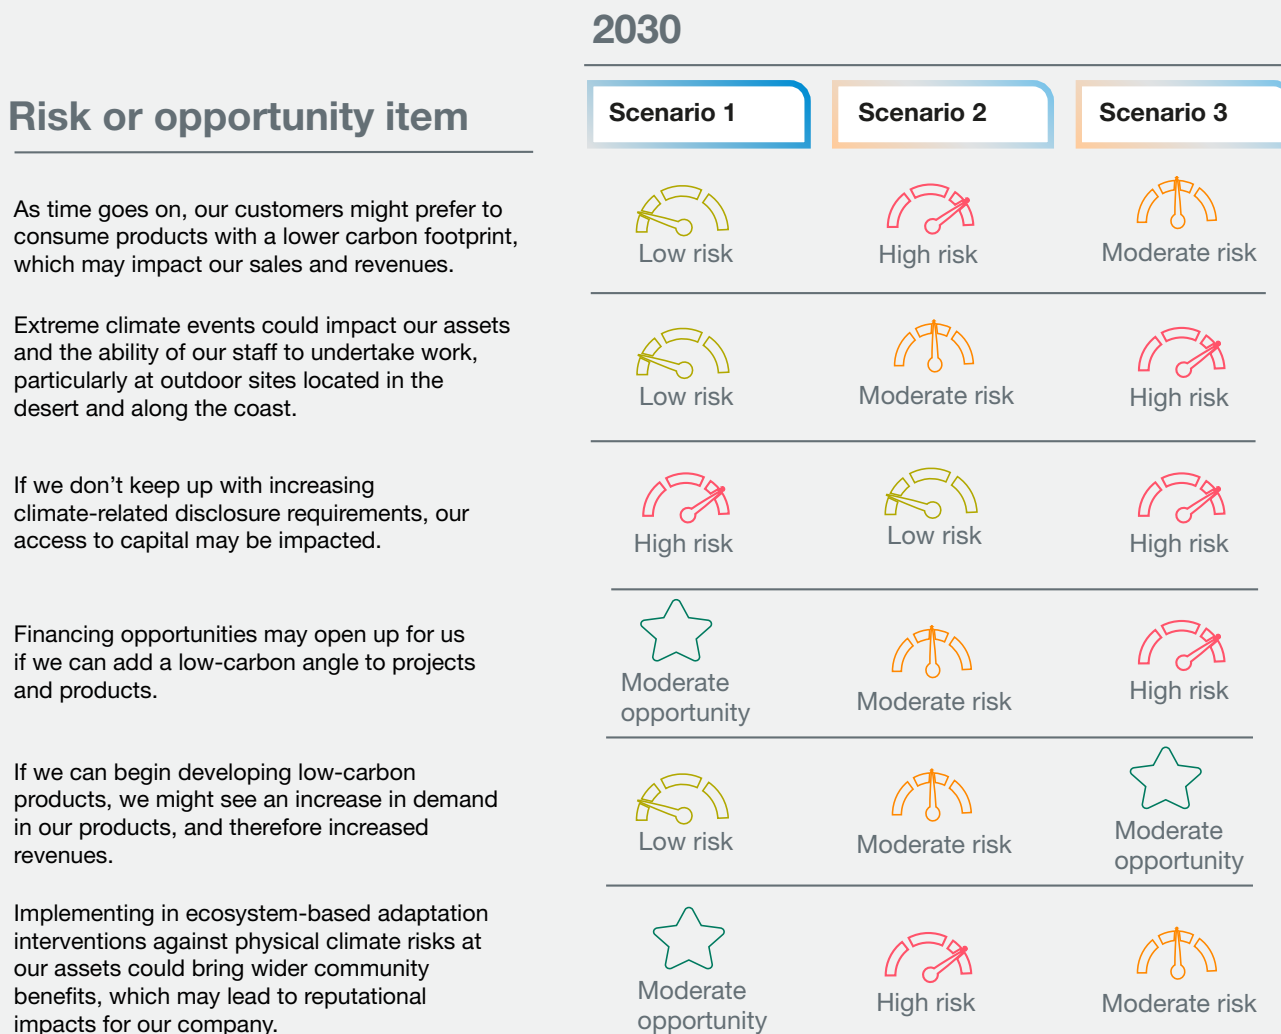 2030
Risk or opportunity item
Scenario 1
Scenario 2
Scenario 3
As time goes on, our customers might prefer to
consume products with a lower carbon footprint,
which may impact our sales and revenues.
Low risk
High risk
Moderate risk
Extreme climate events could impact our assets
and the ability of our staff to undertake work,
particularly at outdoor sites located in the
desert and along the coast.
Low risk
Moderate risk
High risk
If we don’t keep up with increasing
climate-related disclosure requirements, our
access to capital may be impacted.
High risk
Low risk
High risk
Financing opportunities may open up for us
if we can add a low-carbon angle to projects
and products.
Moderate
opportunity
Moderate risk
High risk
If we can begin developing low-carbon
products, we might see an increase in demand
in our products, and therefore increased
revenues.
Low risk
Moderate risk
Moderate
opportunity
Implementing in ecosystem-based adaptation
interventions against physical climate risks at
our assets could bring wider community
benefits, which may lead to reputational
impacts for our company.
Moderate
opportunity
High risk
Moderate risk